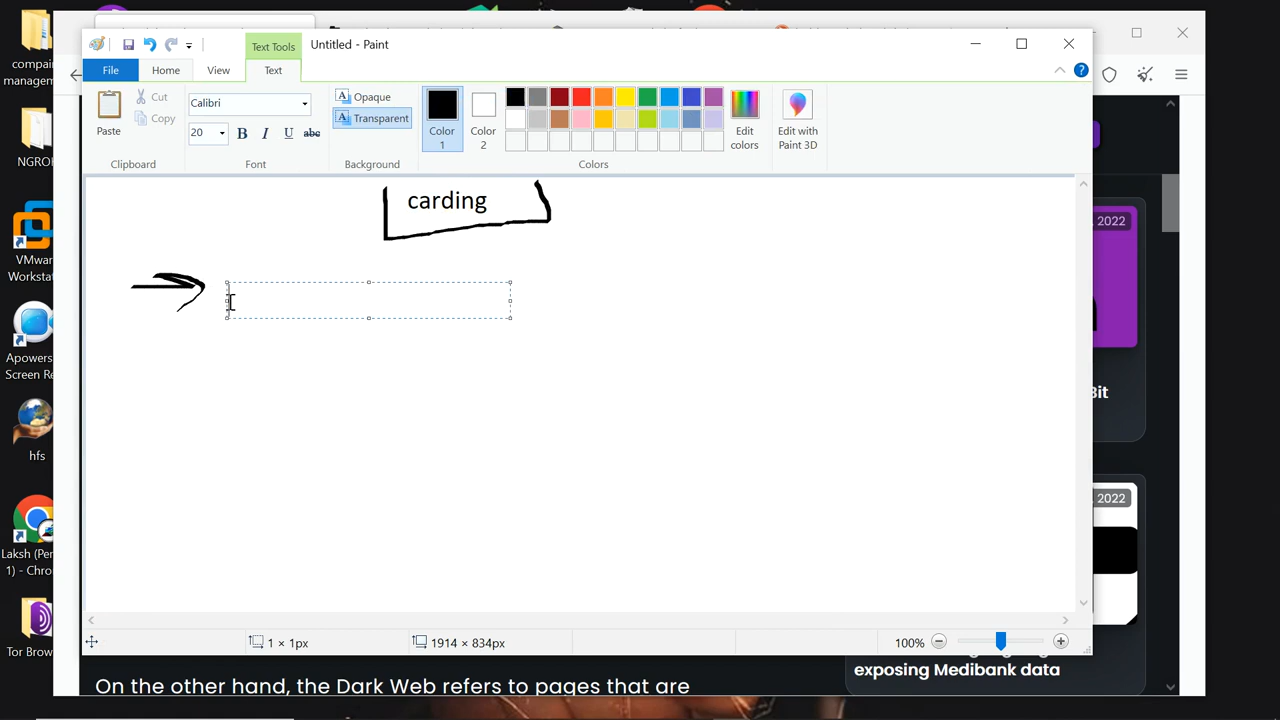 compain
managem
NGROK
VMware
Workstat
Apowers
Screen Re
hfs
Laksh (Per
1) - Chro
Tor Brow
Text Tools
Untitled - Paint
File
Home
View
Text
Paste
Cut
Copy
Clipboard
Calibri
20
B
I
U
abc
Font
Opaque
Transparent
Background
Color
1
Color
2
Edit
colors
Edit with
Paint 3D
Colors
carding
1 × 1px
1914 × 834px
100%
2022
Bit
2022
exposing Medibank data
On the other hand, the Dark Web refers to pages that are